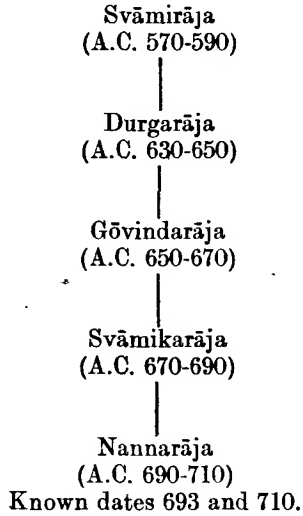 Svāmirāja
(A.C. 570-590)
Durgarāja
(A.C. 630-650)
Gōvindarāja
(A.C. 650-670)
Svāmikarāja
(A.C. 670-690)
Nannarāja
(A.C. 690-710)
Known dates 693 and 710.